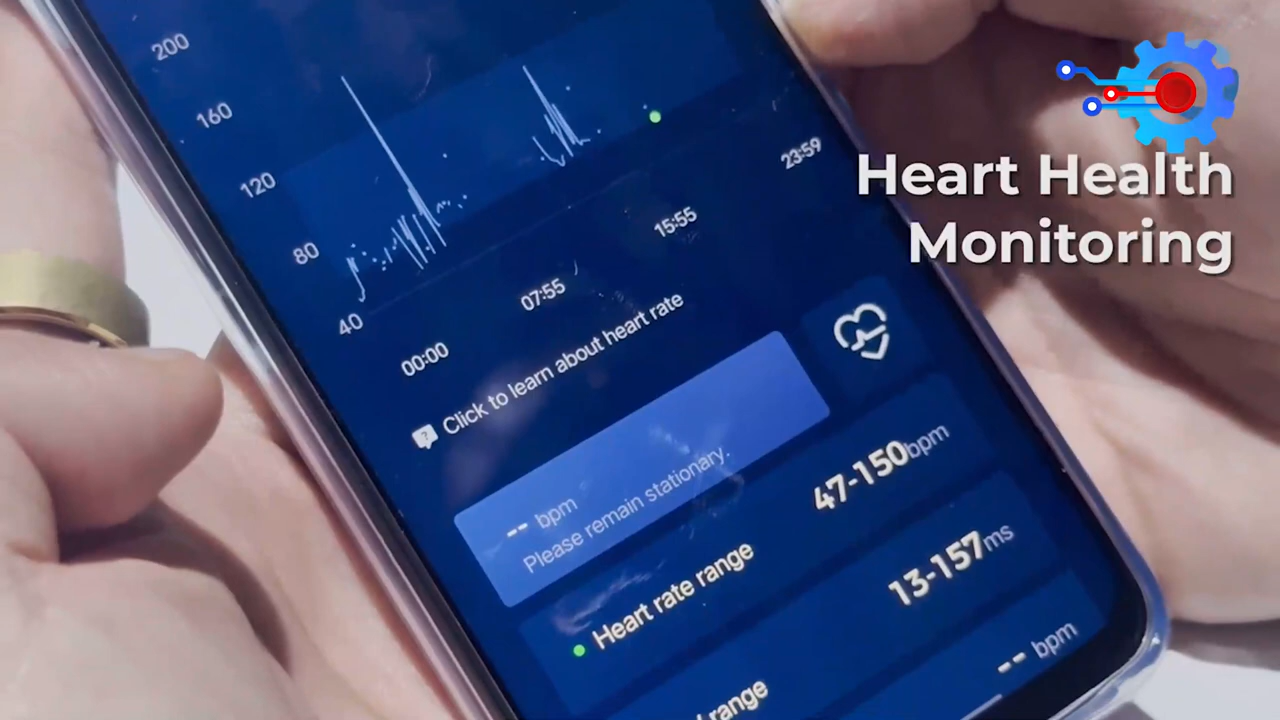 200
160
120
80
40
00:00
07:55
15:55
23:59
Heart Health
Monitoring
? Click to learn about heart rate
-- bpm
Please remain stationary.
Heart rate range
47-150bpm
range
13-157ms
-- bpm